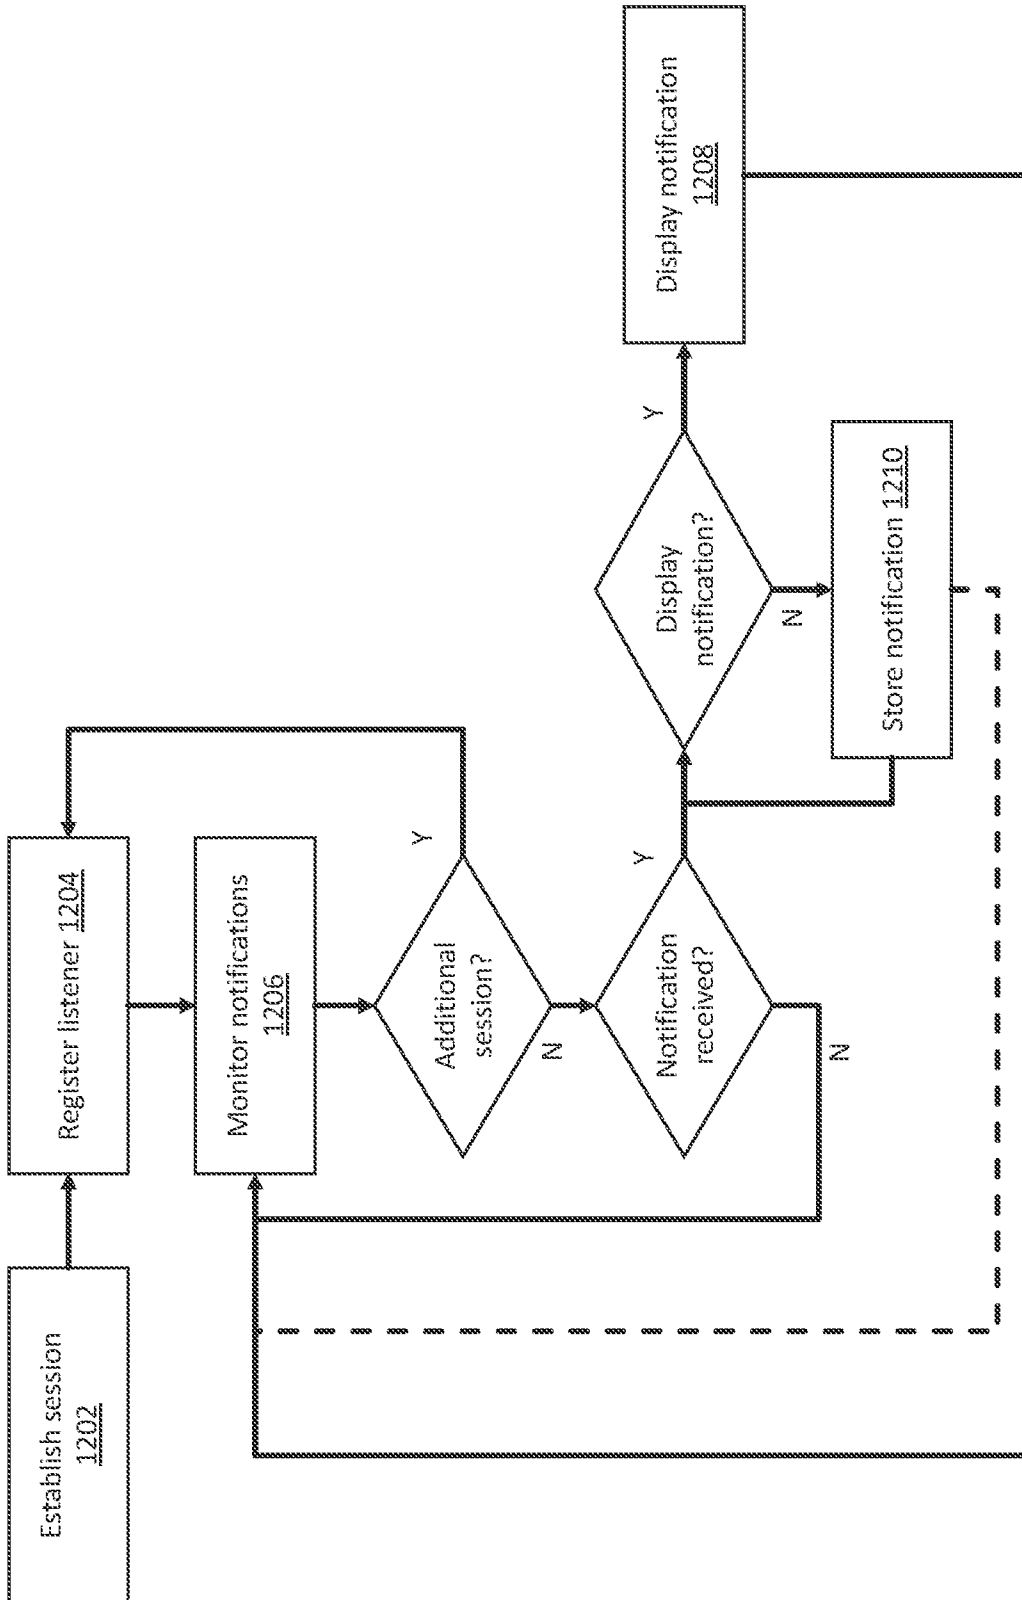 Establish session
1202
Register listener 1204
Monitor notifications
1206
Additional
session?
Y
N
Notification
received?
Y
N
Display
notification?
Y
N
Display notification
1208
Store notification 1210